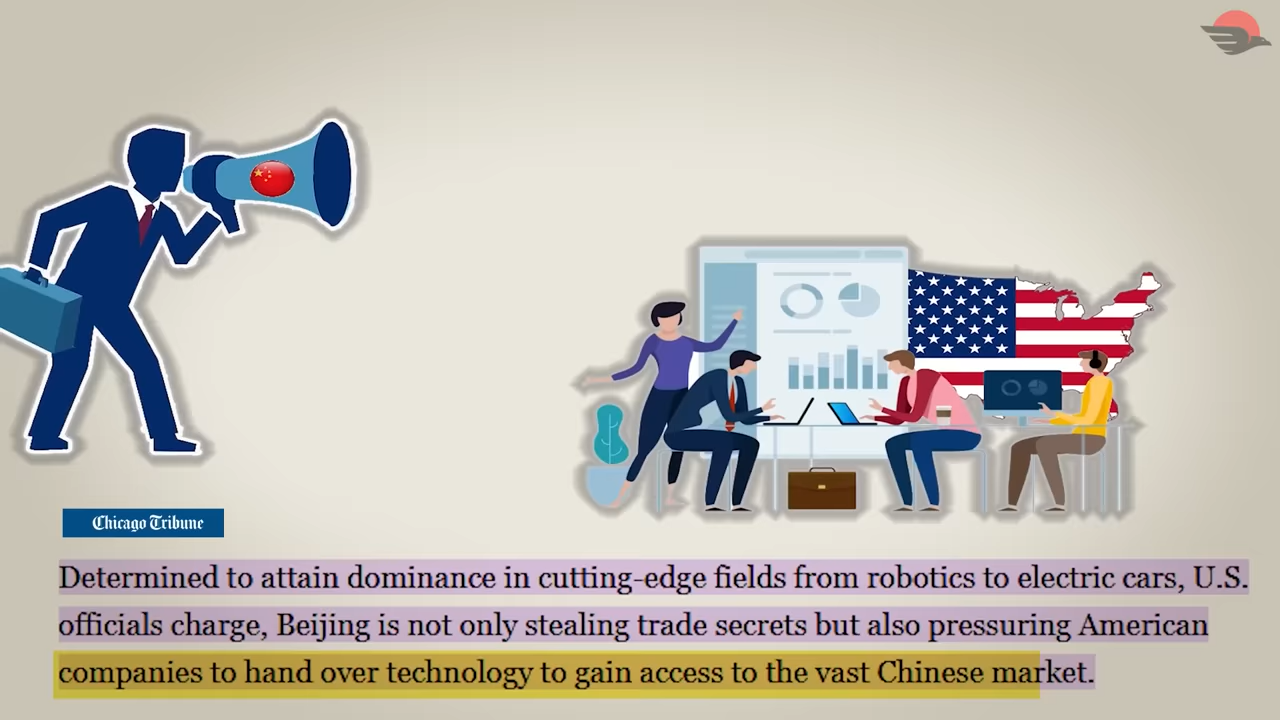 Chicago Tribune
Determined to attain dominance in cutting-edge fields from robotics to electric cars, U.S.
officials charge, Beijing is not only stealing trade secrets but also pressuring American
companies to hand over technology to gain access to the vast Chinese market.